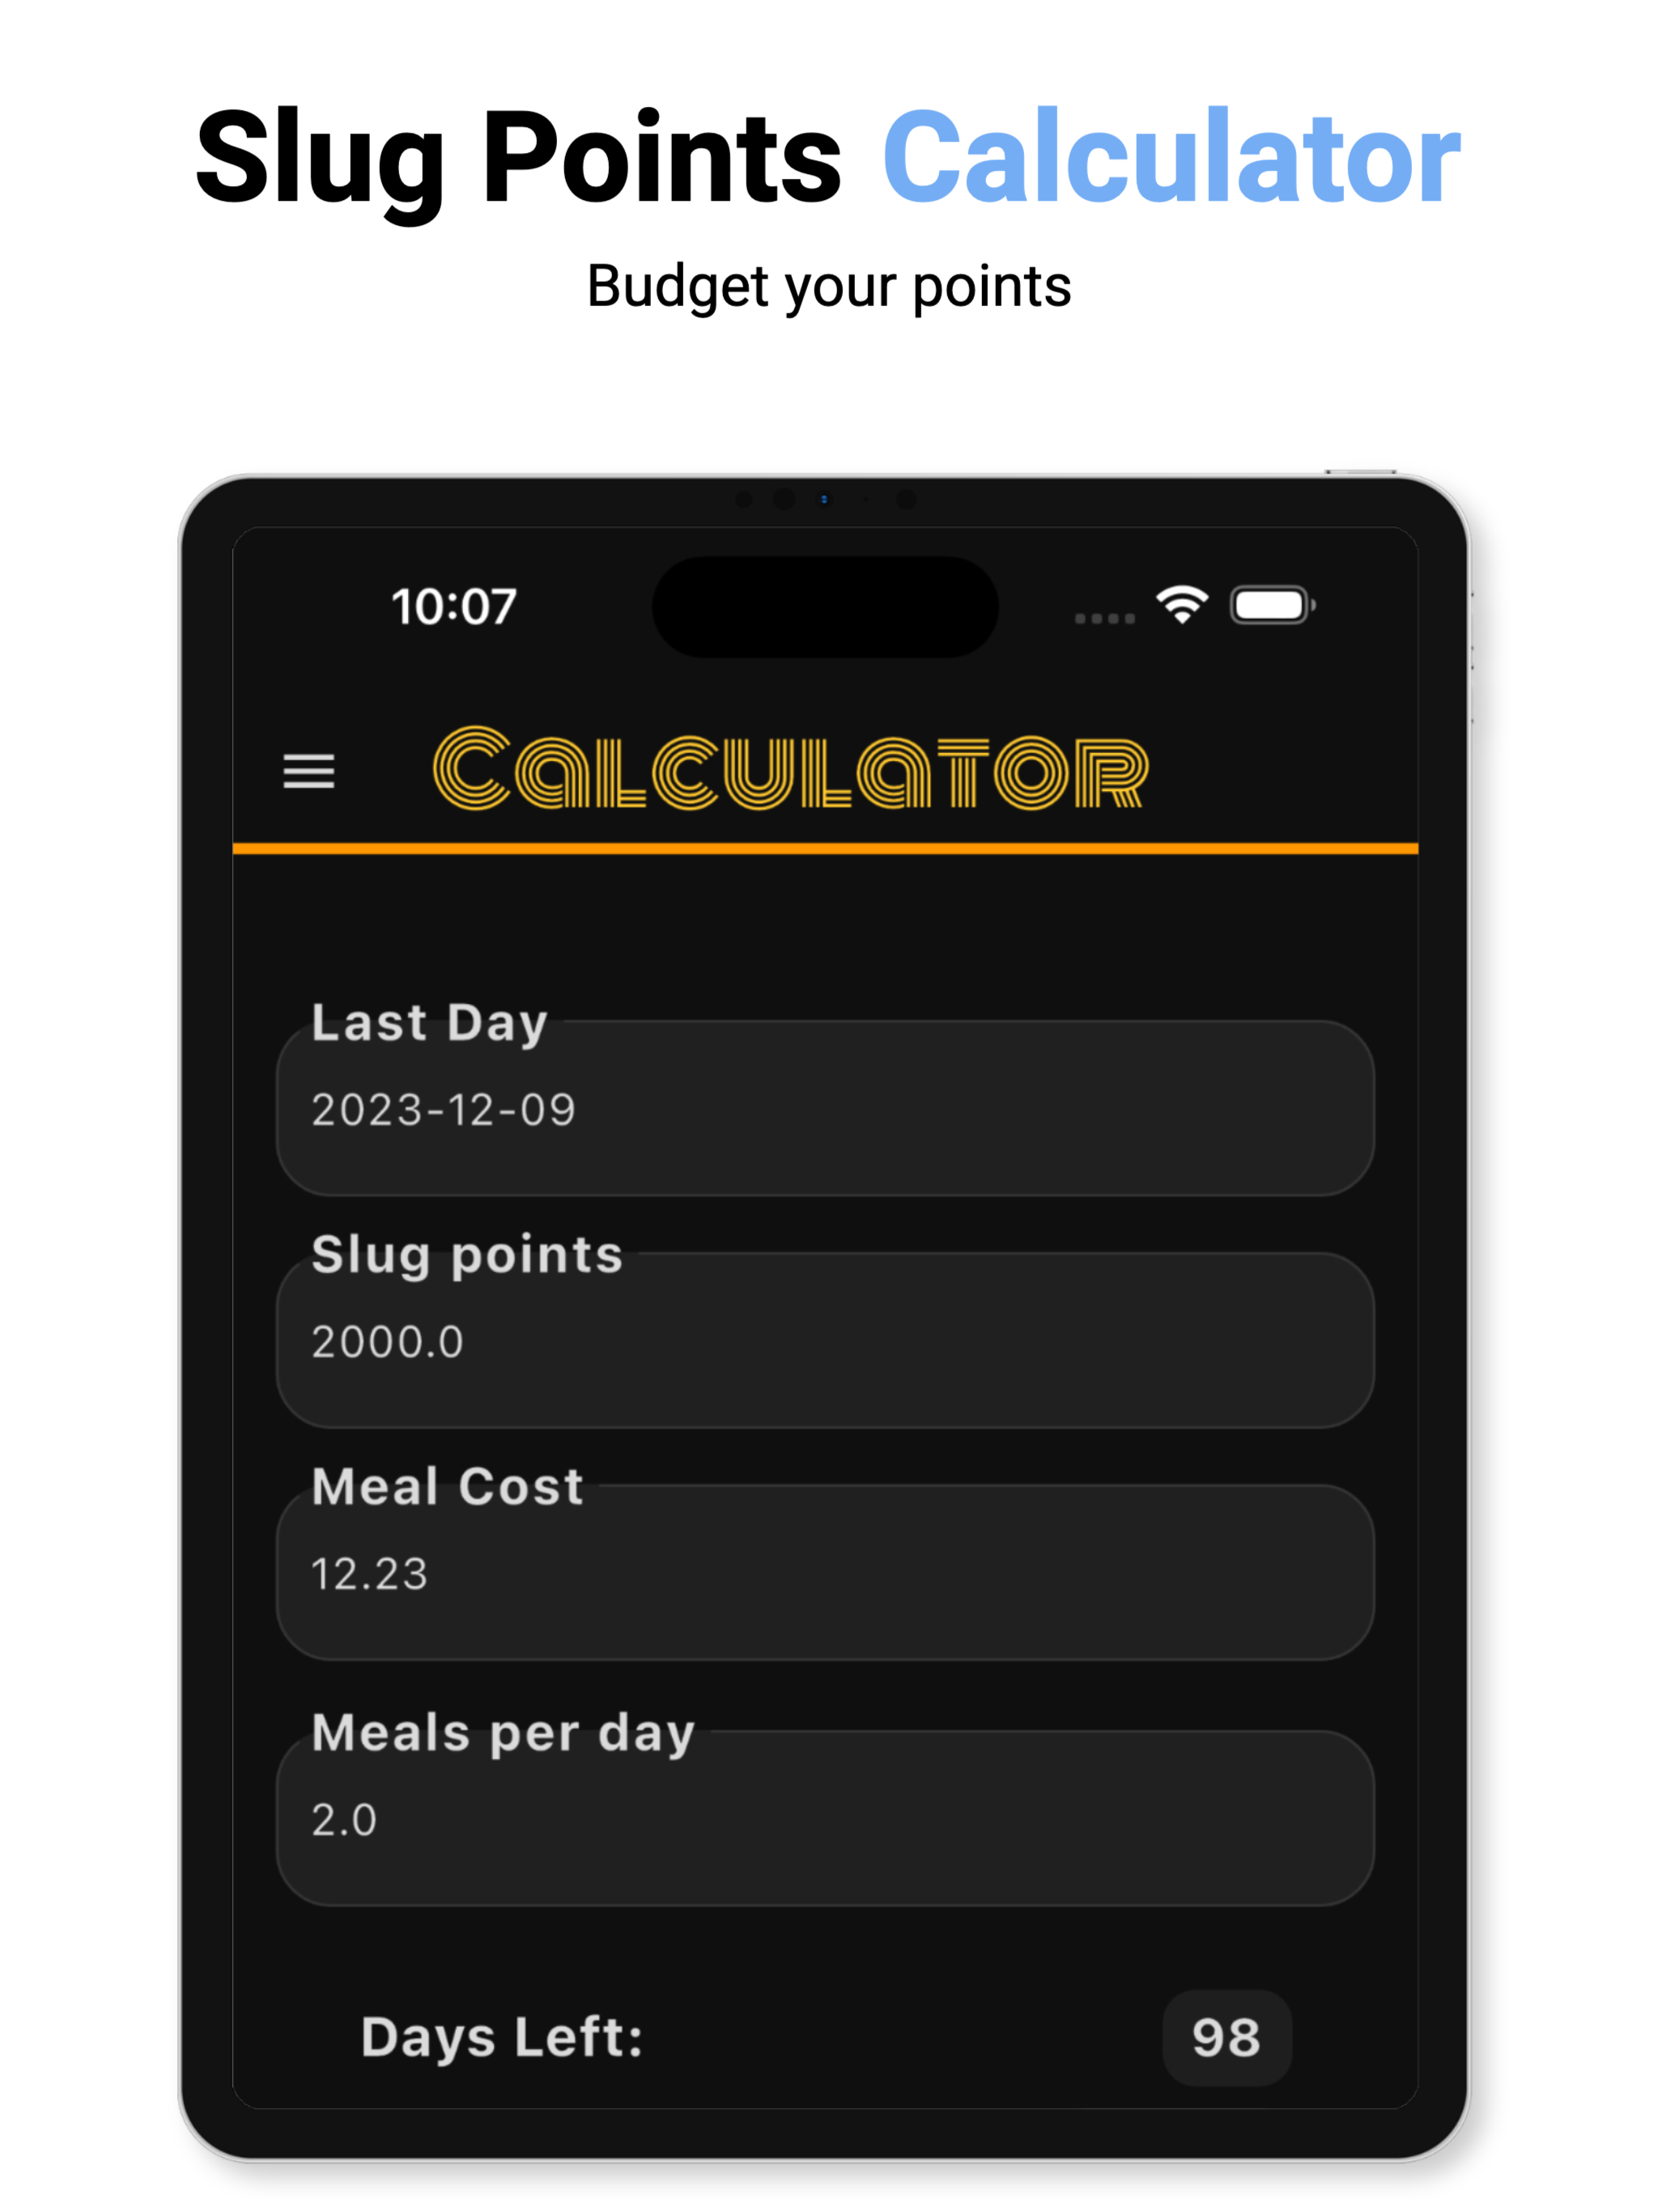 Slug Points Calculator
Budget your points
10:07
Calculator
Last Day
2023-12-09
Slug points
2000.0
Meal Cost
12.23
Meals per day
2.0
Days Left: 98